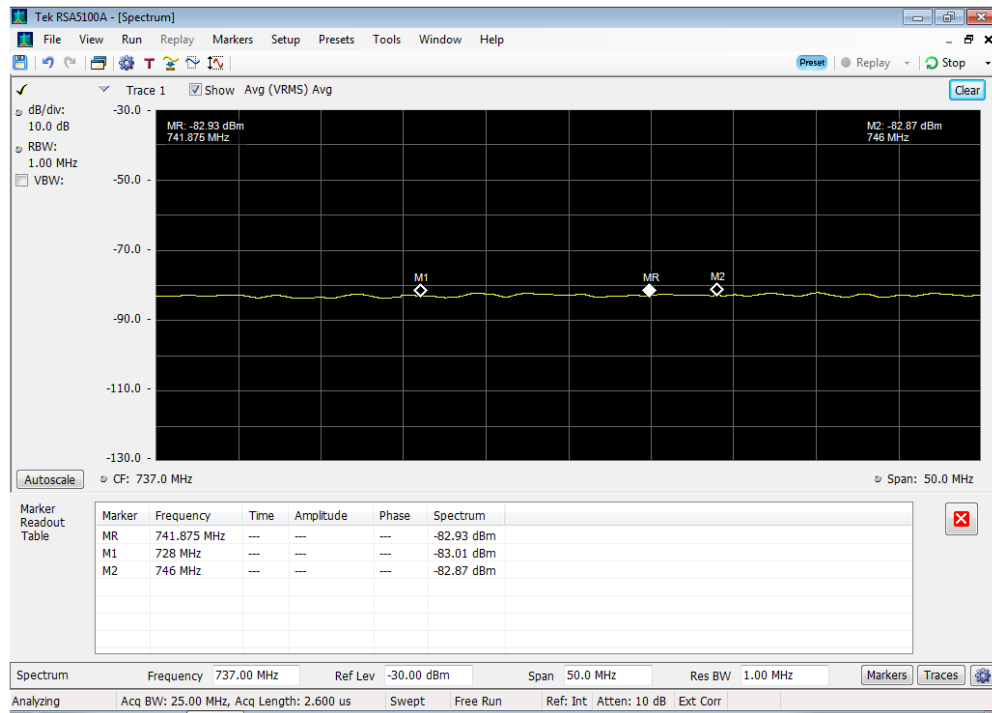 Tek RSA5100A - [Spectrum]
File View Run Replay Markers Setup Presets Tools Window Help
T Preset Replay Stop
Trace 1 Show Avg (VRMS) Avg Clear
dB/div:
10.0 dB
RBW:
1.00 MHz
VBW:
-30.0
-50.0
-70.0
-90.0
-110.0
-130.0
MR: -82.93 dBm
741.875 MHz
M2: -82.87 dBm
746 MHz
M1 MR M2
Autoscale CF: 737.0 MHz Span: 50.0 MHz
Marker
Readout
Table
Marker Frequency Time Amplitude Phase Spectrum
MR 741.875 MHz --- --- --- -82.93 dBm
M1 728 MHz --- --- --- -83.01 dBm
M2 746 MHz --- --- --- -82.87 dBm
Spectrum Frequency 737.00 MHz Ref Lev -30.00 dBm Span 50.0 MHz Res BW 1.00 MHz Markers Traces
Analyzing Acq BW: 25.00 MHz, Acq Length: 2.600 us Swept Free Run Ref: Int Atten: 10 dB Ext Corr